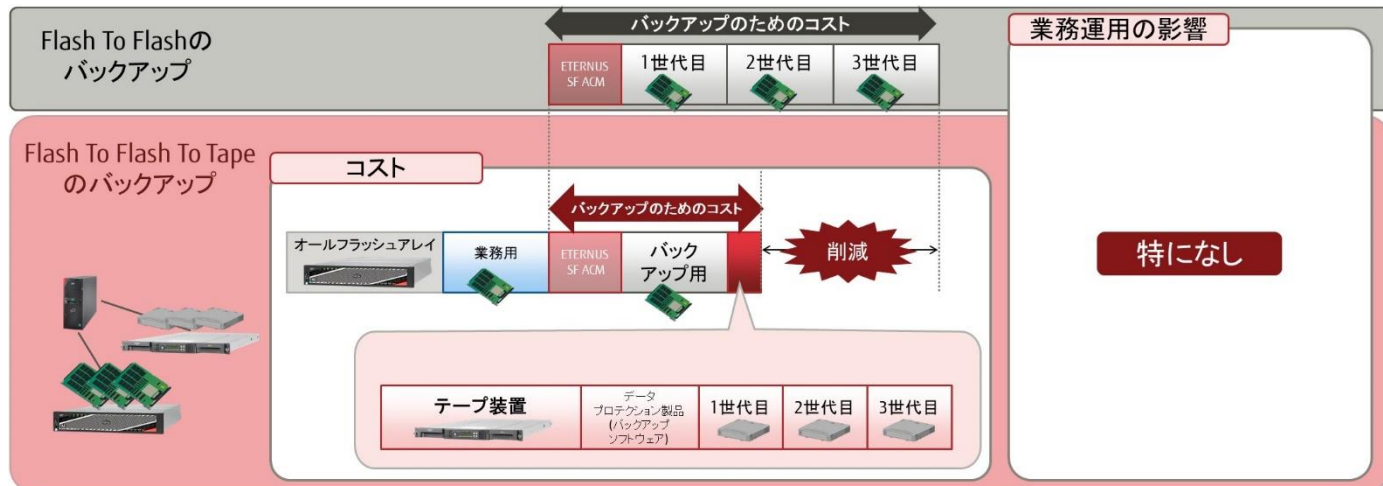 Flash To Flashの
バックアップ
バックアップのためのコスト
ETERNUS
SF ACM
1世代目
2世代目
3世代目
業務運用の影響
特になし
Flash To Flash To Tape
のバックアップ
コスト
バックアップのためのコスト
オールフラッシュアレイ
業務用
ETERNUS
SF ACM
バック
アップ用
削減
テープ装置
データ
プロテクション製品
(バックアップ
ソフトウェア)
1世代目
2世代目
3世代目